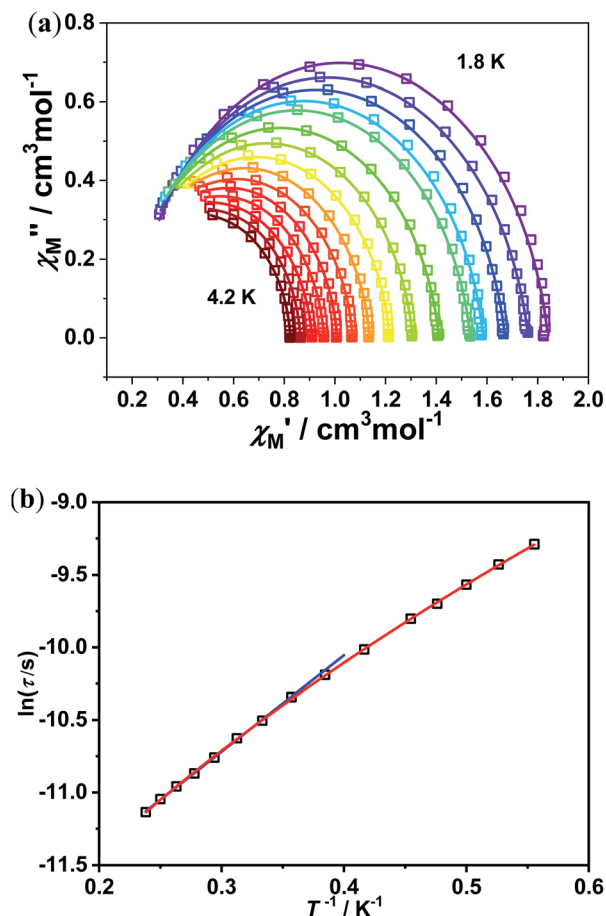 (a)
0.8
0.6
0.4
0.2
0.0
1.8 K
4.2 K
χM'' / cm³mol⁻¹
0.2 0.4 0.6 0.8 1.0 1.2 1.4 1.6 1.8 2.0
χM' / cm³mol⁻¹
(b)
-9.0
-9.5
-10.0
-10.5
-11.0
-11.5
ln(τ/s)
0.2 0.3 0.4 0.5 0.6
T⁻¹ / K⁻¹